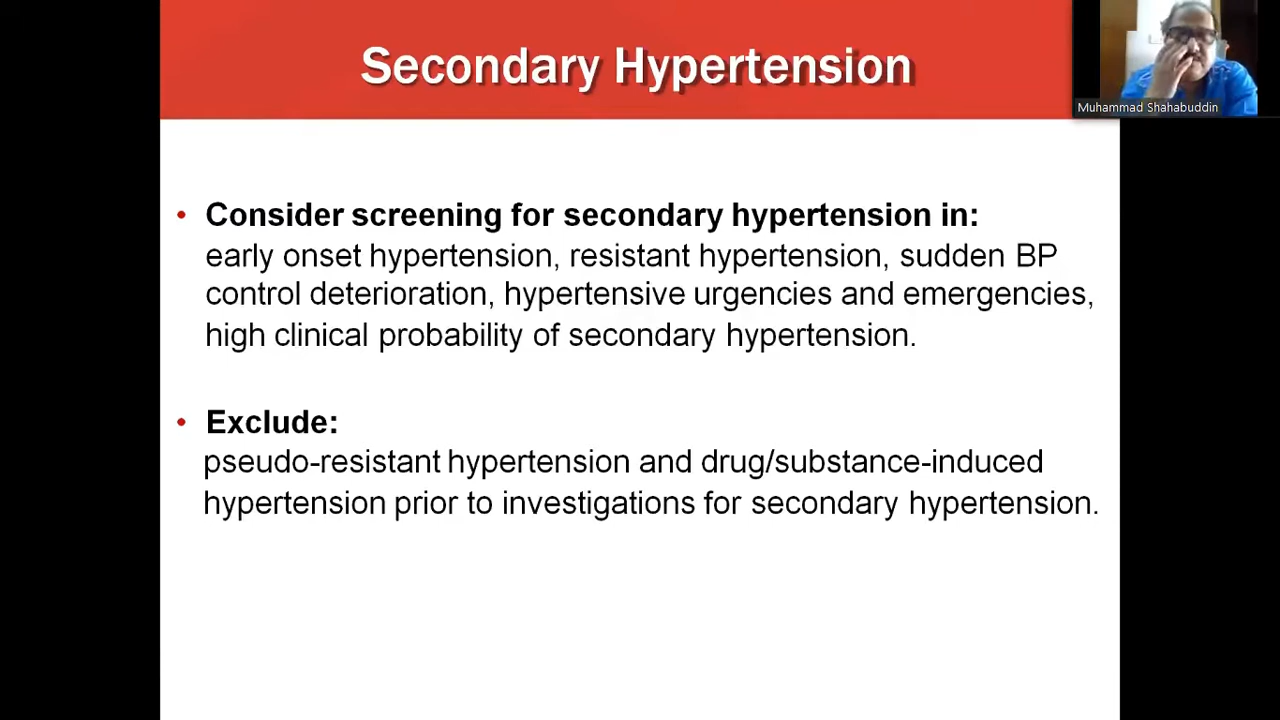 Secondary Hypertension
Muhammad Shahabuddin
• Consider screening for secondary hypertension in:
early onset hypertension, resistant hypertension, sudden BP
control deterioration, hypertensive urgencies and emergencies,
high clinical probability of secondary hypertension.
• Exclude:
pseudo-resistant hypertension and drug/substance-induced
hypertension prior to investigations for secondary hypertension.